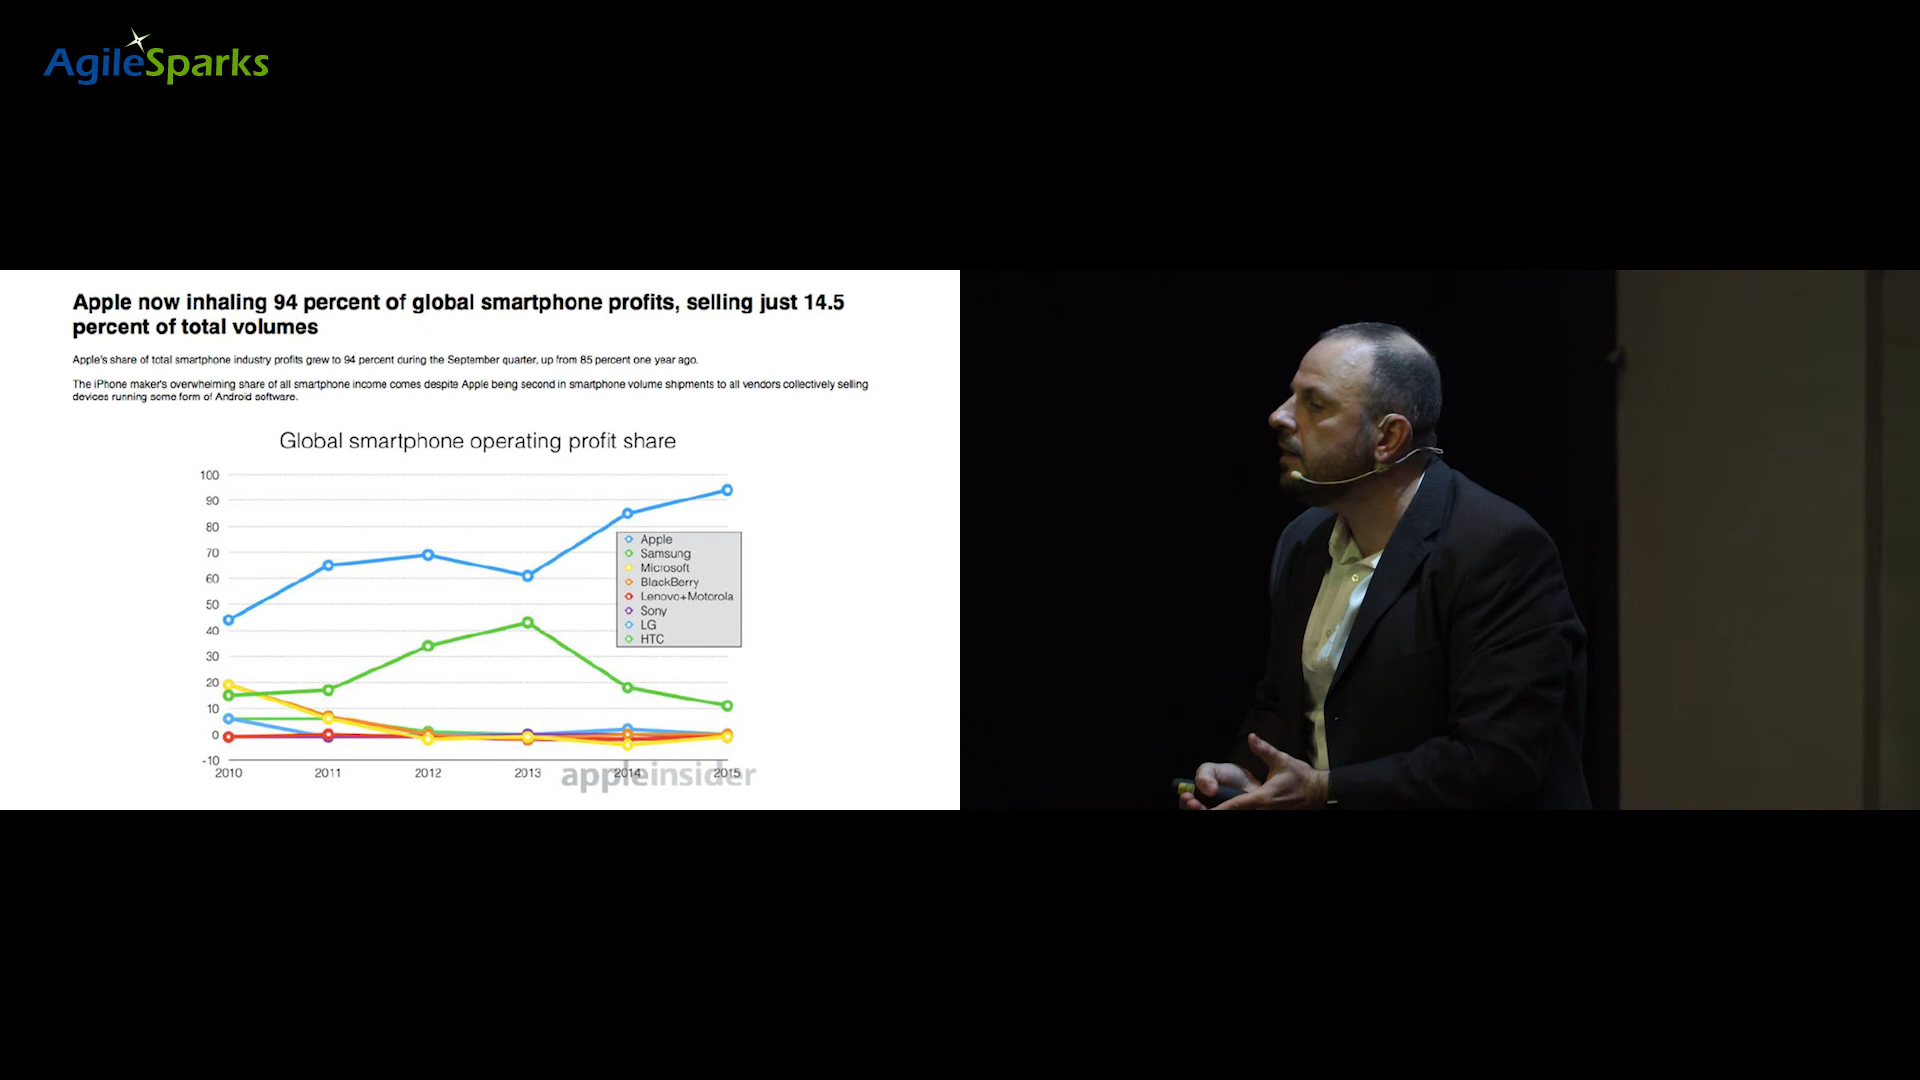 AgileSparks
Apple now inhaling 94 percent of global smartphone profits, selling just 14.5
percent of total volumes
Apple's share of total smartphone industry profits grew to 94 percent during the September quarter, up from 85 percent one year ago.
The iPhone maker's overwhelming share of all smartphone income comes despite Apple being second in smartphone volume shipments to all vendors collectively selling
devices running some form of Android software.
Global smartphone operating profit share
100
90
80
70
60
50
40
30
20
10
0
-10
Apple
Samsung
Microsoft
BlackBerry
Lenovo+Motorola
Sony
LG
HTC
2010 2011 2012 2013 2014 2015
appleinsider